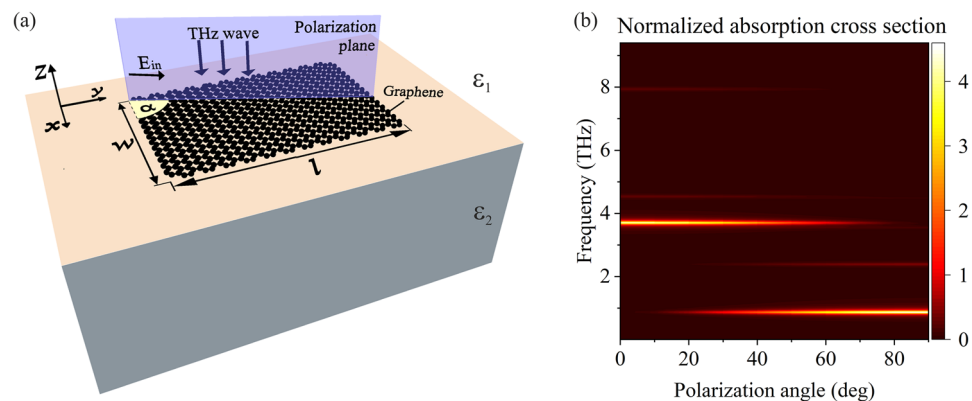 (a)
THz wave
Polarization
plane
E in
z
y
x
α
Graphene
w
l
ε1
ε2
(b)
Normalized absorption cross section
Frequency (THz)
8
6
4
2
0
20
40
60
80
Polarization angle (deg)
4
3
2
1
0